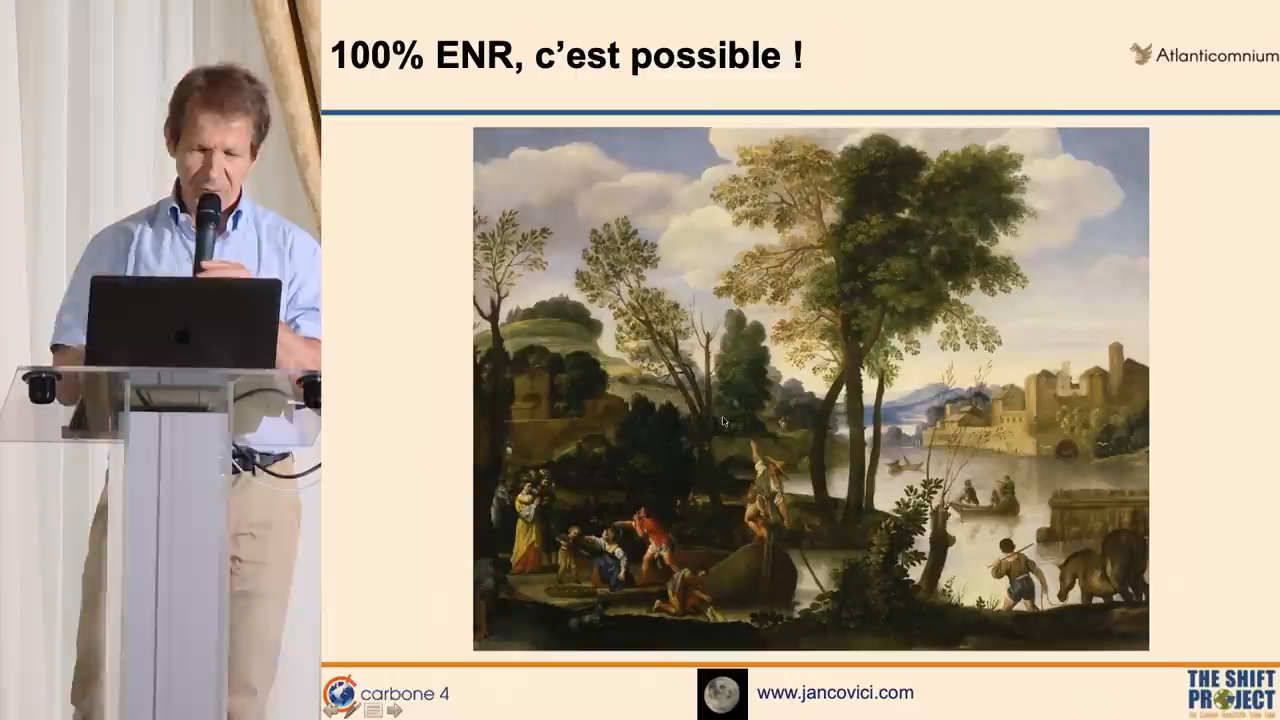 100% ENR, c'est possible !
Atlanticomnium
carbone 4
www.jancovici.com
THE SHIFT
PROJECT